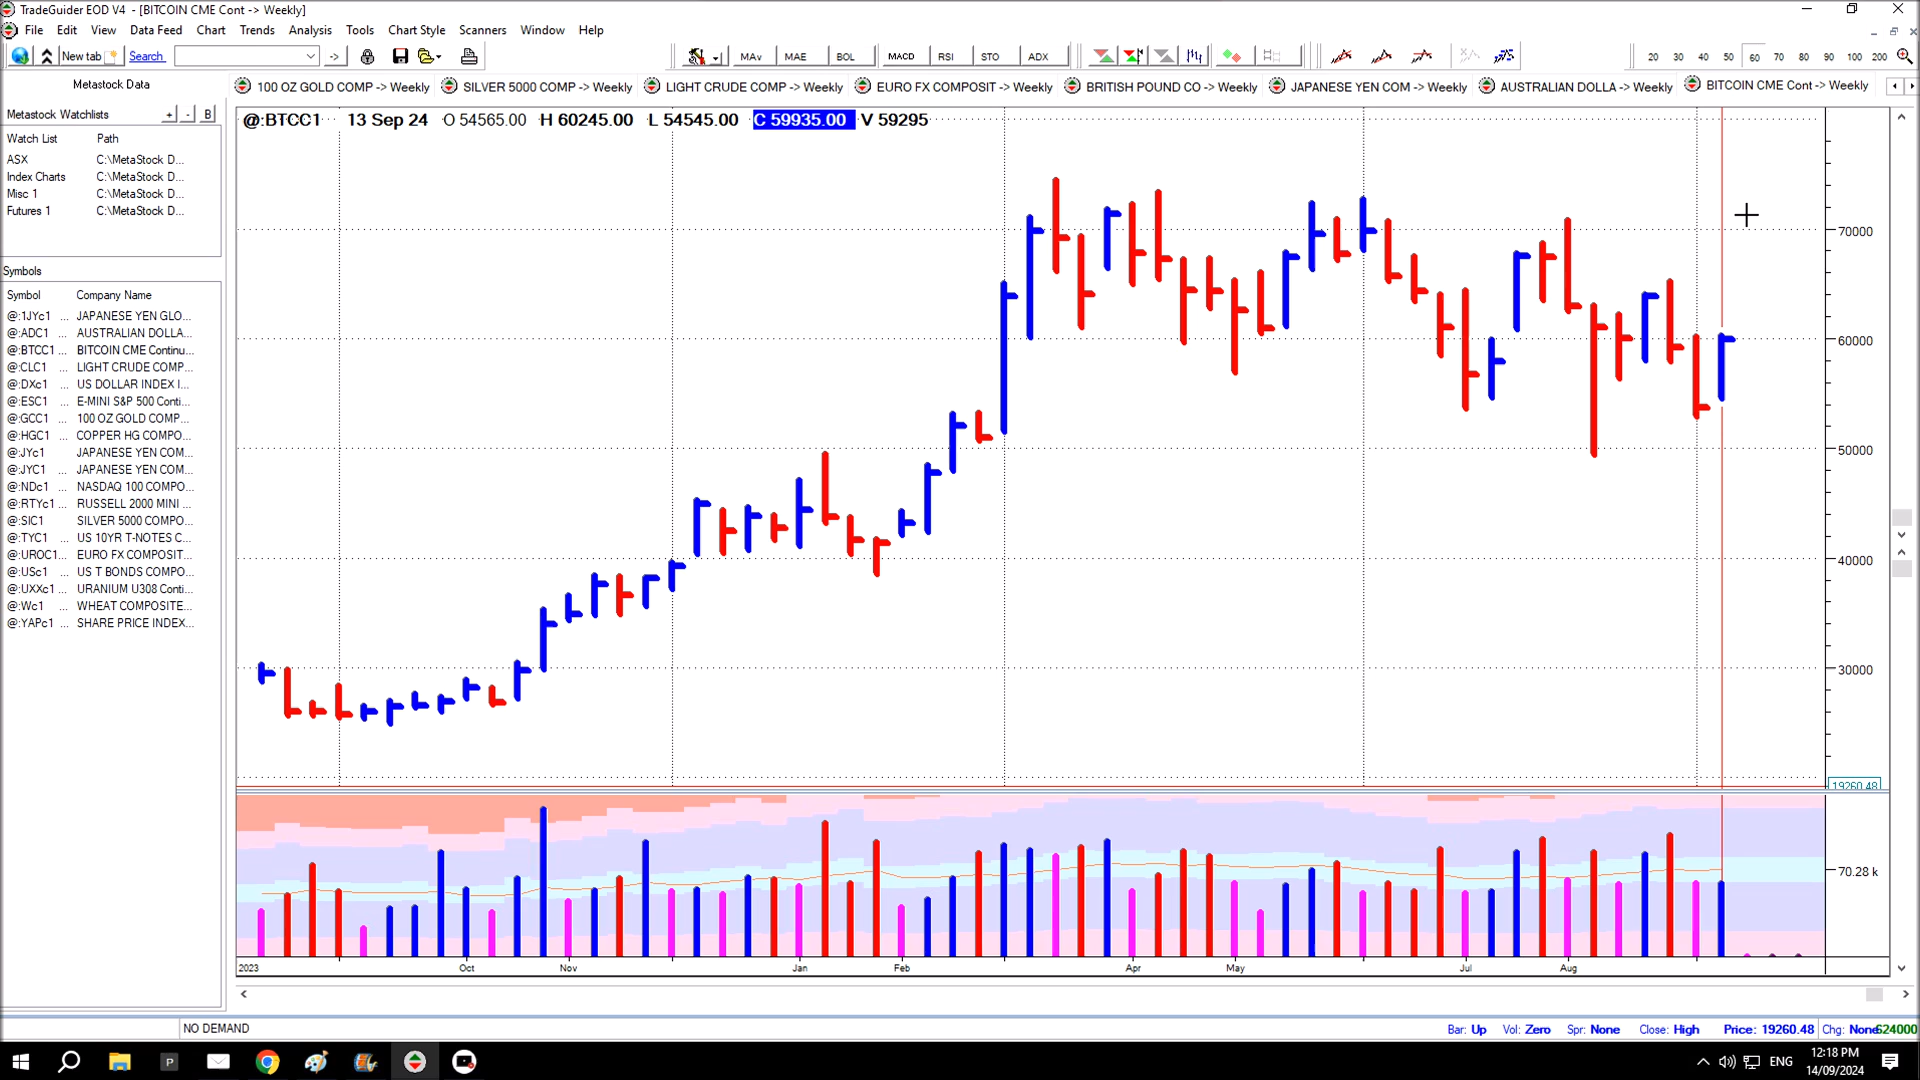 TradeGuider EOD V4 - [BITCOIN CME Cont -> Weekly]
File Edit View Data Feed Chart Trends Analysis Tools Chart Style Scanners Window Help
New tab Search -> MAv MAE BOL MACD RSI STO ADX 20 30 40 50 60 70 80 90 100 200
Metastock Data
100 OZ GOLD COMP -> Weekly SILVER 5000 COMP -> Weekly LIGHT CRUDE COMP -> Weekly EURO FX COMPOSIT -> Weekly BRITISH POUND CO -> Weekly JAPANESE YEN COM -> Weekly AUSTRALIAN DOLLA -> Weekly BITCOIN CME Cont -> Weekly
Metastock Watchlists + - B
Watch List Path
ASX C:\MetaStock D...
Index Charts C:\MetaStock D...
Misc 1 C:\MetaStock D...
Futures 1 C:\MetaStock D...
Symbols
Symbol Company Name
@:1JYc1 ... JAPANESE YEN GLO...
@:ADC1 ... AUSTRALIAN DOLLA...
@:BTCC1 ... BITCOIN CME Continu...
@:CLC1 ... LIGHT CRUDE COMP...
@:DXc1 ... US DOLLAR INDEX I...
@:ESC1 ... E-MINI S&P 500 Conti...
@:GCC1 ... 100 OZ GOLD COMP...
@:HGC1 ... COPPER HG COMPO...
@:JYc1 ... JAPANESE YEN COM...
@:JYC1 ... JAPANESE YEN COM...
@:NDc1 ... NASDAQ 100 COMPO...
@:RTYc1 ... RUSSELL 2000 MINI ...
@:SIC1 ... SILVER 5000 COMPO...
@:TYC1 ... US 10YR T-NOTES C...
@:UROC1... EURO FX COMPOSIT...
@:USc1 ... US T BONDS COMPO...
@:UXXc1 ... URANIUM U308 Conti...
@:Wc1 ... WHEAT COMPOSITE...
@:YAPc1 ... SHARE PRICE INDEX...
@:BTCC1 13 Sep 24 O 54565.00 H 60245.00 L 54545.00 C 59935.00 V 59295
70000
60000
50000
40000
30000
19260.48
70.28 k
2023 Oct Nov Jan Feb Apr May Jul Aug
NO DEMAND Bar: Up Vol: Zero Spr: None Close: High Price: 19260.48 Chg: None 624000
P ENG 12:18 PM
14/09/2024